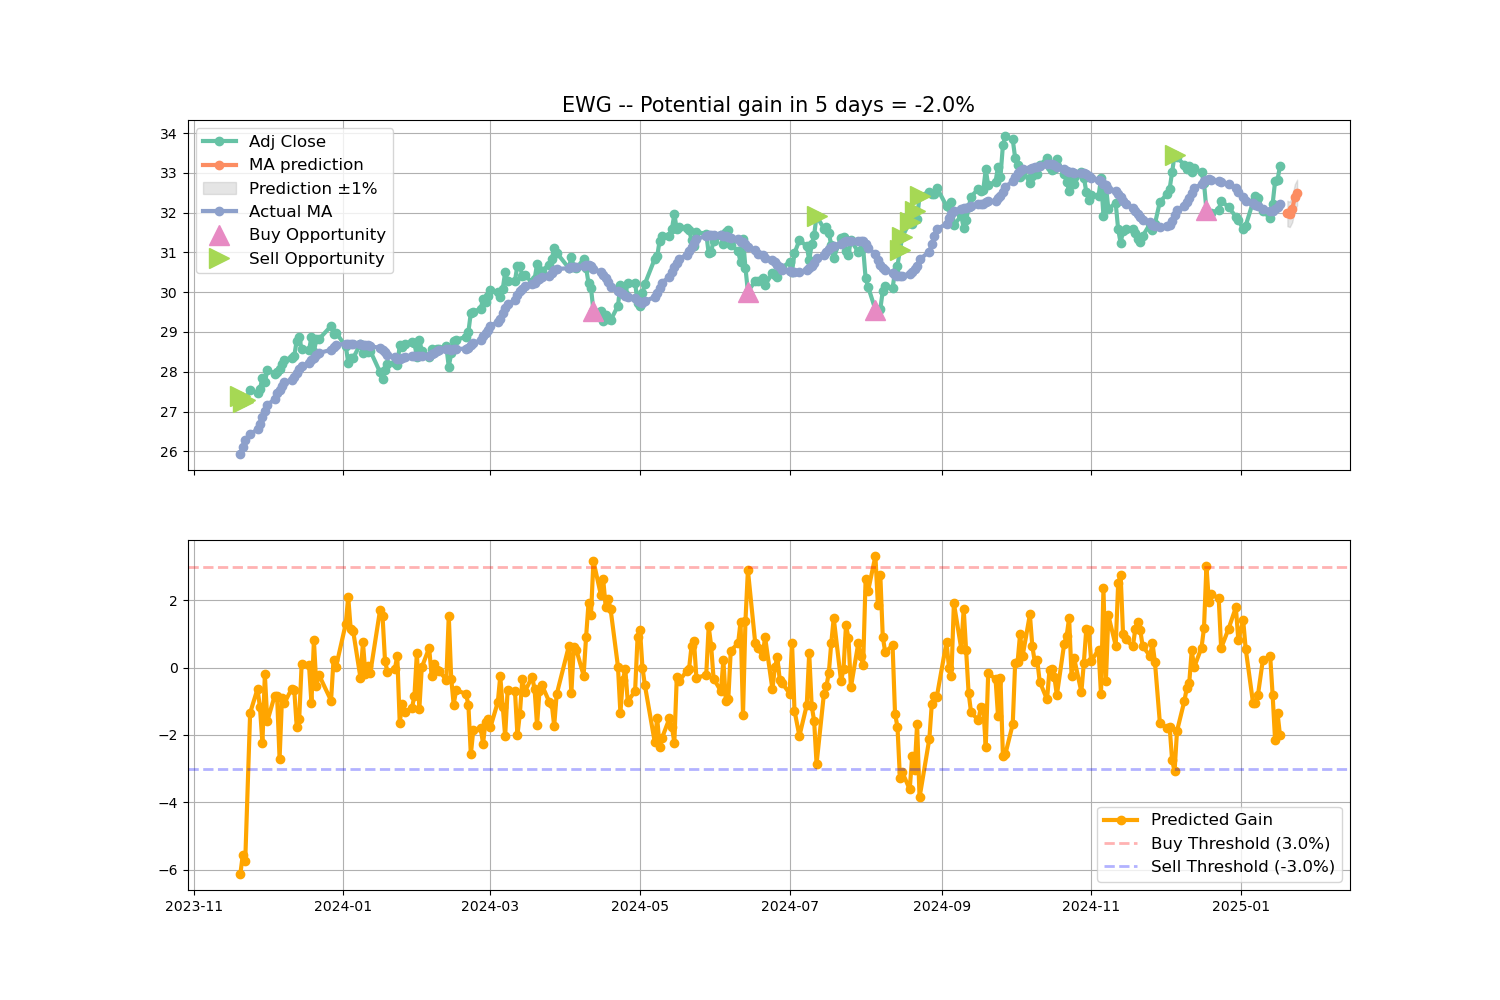 EWG -- Potential gain in 5 days = -2.0%
34
33
32
31
30
29
28
27
26
Adj Close
MA prediction
Prediction ±1%
Actual MA
Buy Opportunity
Sell Opportunity
2
0
−2
−4
−6
Predicted Gain
Buy Threshold (3.0%)
Sell Threshold (-3.0%)
2023-11
2024-01
2024-03
2024-05
2024-07
2024-09
2024-11
2025-01